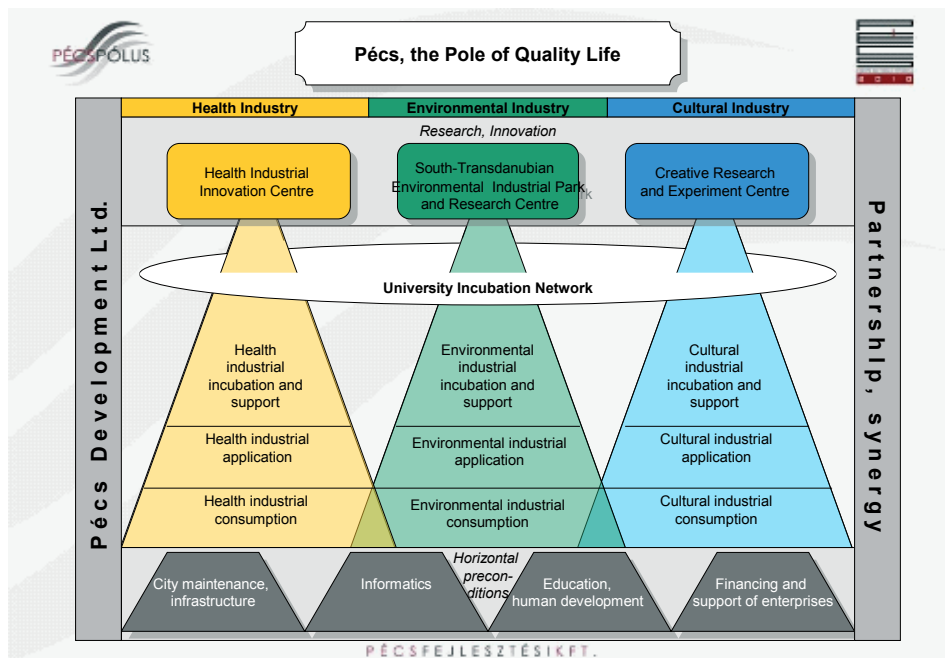 PÉCSPÓLUS
Pécs, the Pole of Quality Life
Health Industry
Environmental Industry
Cultural Industry
Research, Innovation
Health Industrial
Innovation Centre
South-Transdanubian
Environmental Industrial Park
and Research Centre
Creative Research
and Experiment Centre
Pécs Development Ltd.
Partnership, synergy
University Incubation Network
Health
industrial
incubation and
support
Environmental
industrial
incubation and
support
Cultural
industrial
incubation and
support
Health industrial
application
Environmental industrial
application
Cultural industrial
application
Health industrial
consumption
Environmental industrial
consumption
Cultural industrial
consumption
Horizontal
precon-
ditions
City maintenance,
infrastructure
Informatics
Education,
human development
Financing and
support of enterprises
PÉCSFEJLESZTÉSIKFT.